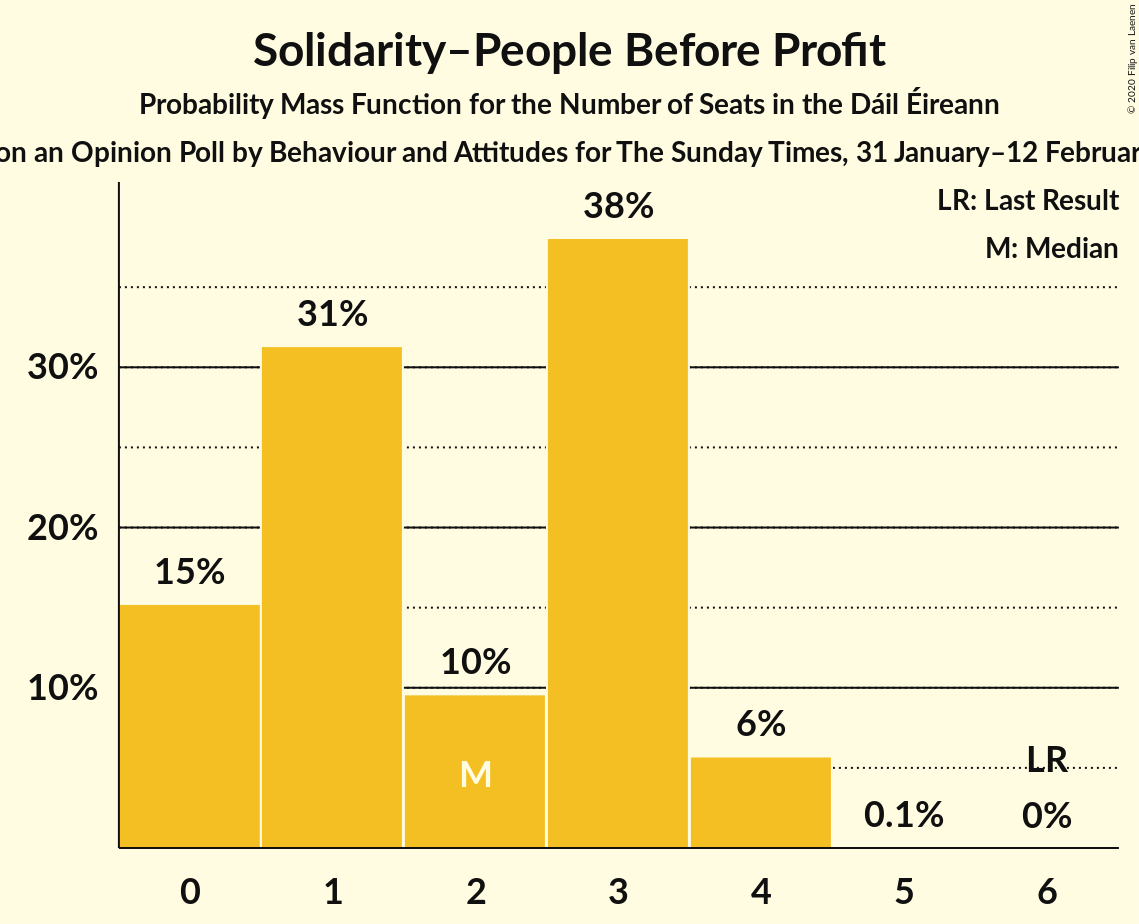 Solidarity–People Before Profit
Probability Mass Function for the Number of Seats in the Dáil Éireann
on an Opinion Poll by Behaviour and Attitudes for The Sunday Times, 31 January–12
© 2020 Filip van Laenen
LR: Last Result
M: Median
38%
31%
30%
20%
15%
10%
10%
6%
M
LR
0.1%
0%
0 1 2 3 4 5 6